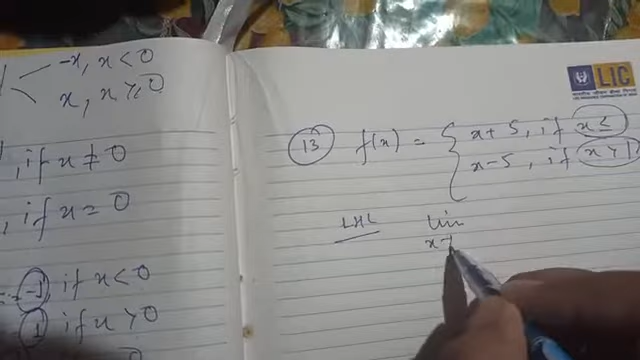 -x, x < 0
x, x ≥ 0
, if x ≠ 0
, if x = 0
-1 if x < 0
1 if x > 0
LIC
13 f(x) = { x + 5, if x ≤
x - 5, if x > 1
LHL lim
x→